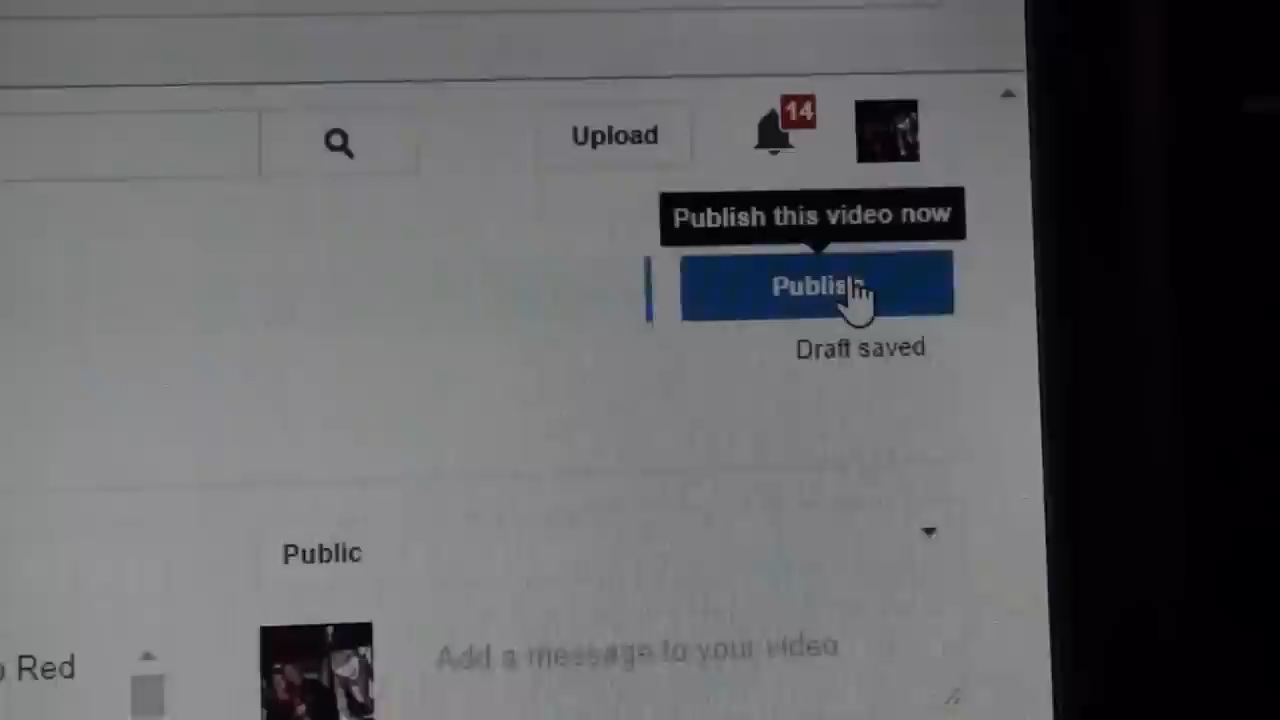 Upload
14
Publish this video now
Publish
Draft saved
Public
Red
Add a message to your video